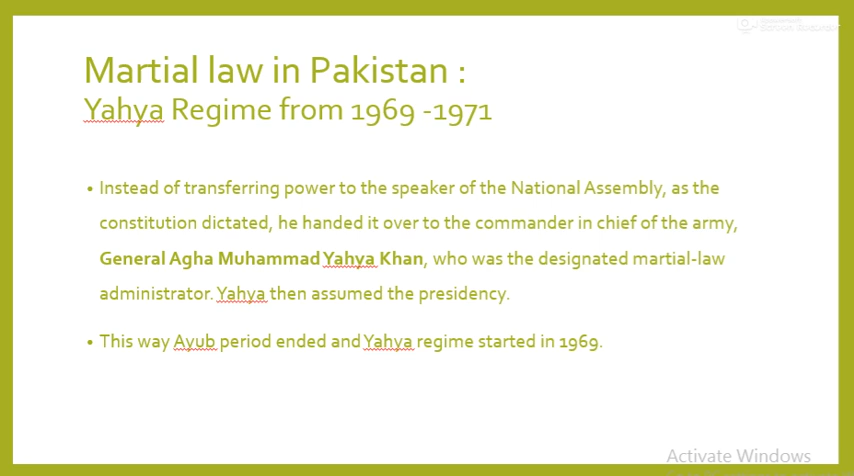 Martial law in Pakistan :
Yahya Regime from 1969 -1971
• Instead of transferring power to the speaker of the National Assembly, as the
constitution dictated, he handed it over to the commander in chief of the army,
General Agha Muhammad Yahya Khan, who was the designated martial-law
administrator. Yahya then assumed the presidency.
• This way Ayub period ended and Yahya regime started in 1969.
Activate Windows